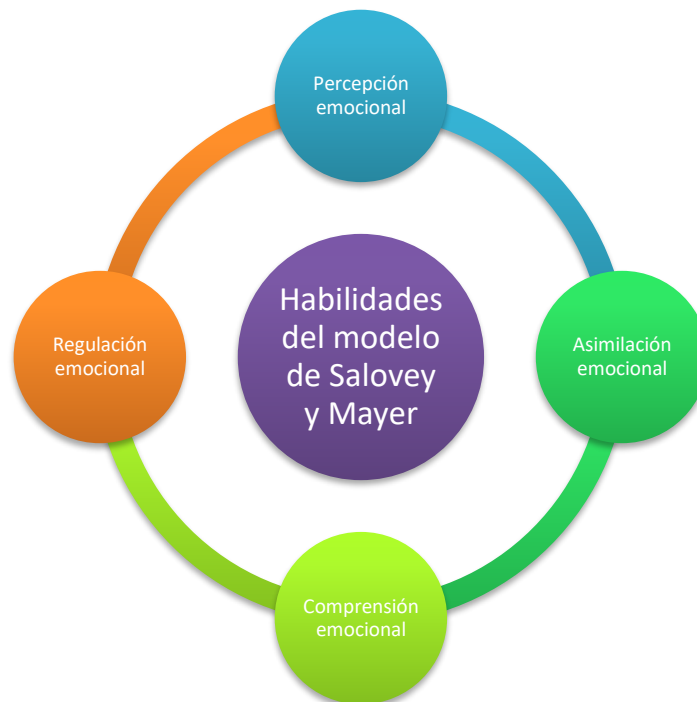 Percepción
emocional
Habilidades
del modelo
de Salovey
y Mayer
Regulación
emocional
Asimilación
emocional
Comprensión
emocional